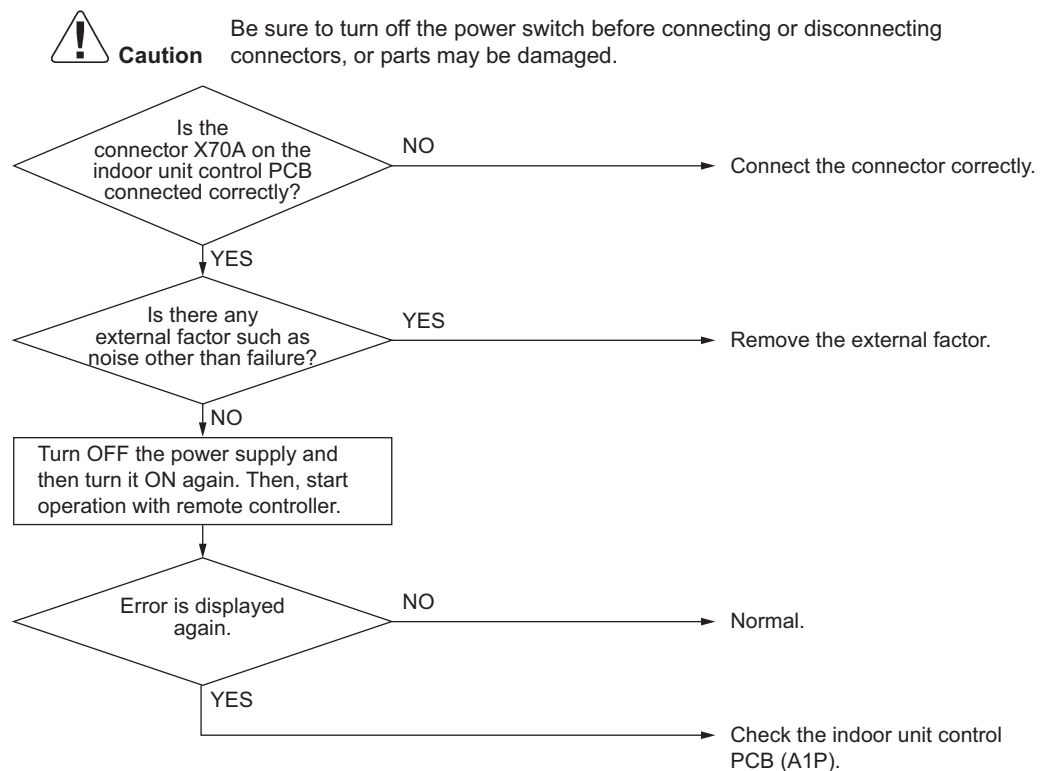 Be sure to turn off the power switch before connecting or disconnecting
Caution connectors, or parts may be damaged.
Is the
connector X70A on the
indoor unit control PCB
connected correctly?
NO
Connect the connector correctly.
YES
Is there any
external factor such as
noise other than failure?
YES
Remove the external factor.
NO
Turn OFF the power supply and
then turn it ON again. Then, start
operation with remote controller.
Error is displayed
again.
NO
Normal.
YES
Check the indoor unit control
PCB (A1P).